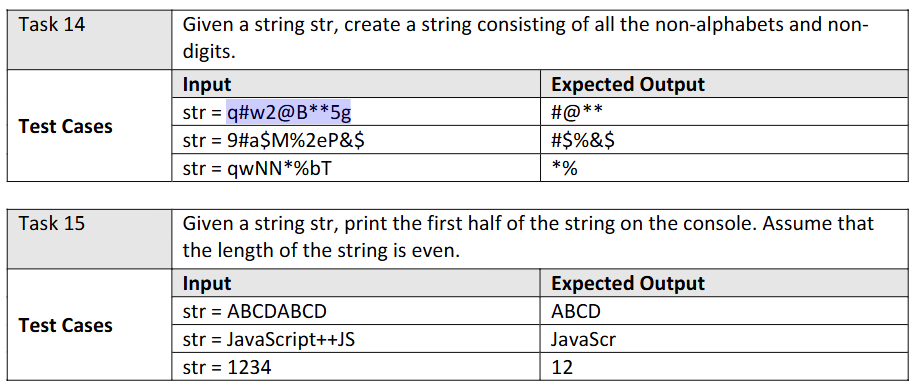 Task 14
Given a string str, create a string consisting of all the non-alphabets and non-
digits.
Test Cases
Input
Expected Output
str = q#w2@B**5g
#@**
str = 9#a$M%2eP&$
#$%&$
str = qwNN*%bT
*%
Task 15
Given a string str, print the first half of the string on the console. Assume that
the length of the string is even.
Test Cases
Input
Expected Output
str = ABCDABCD
ABCD
str = JavaScript++JS
JavaScr
str = 1234
12